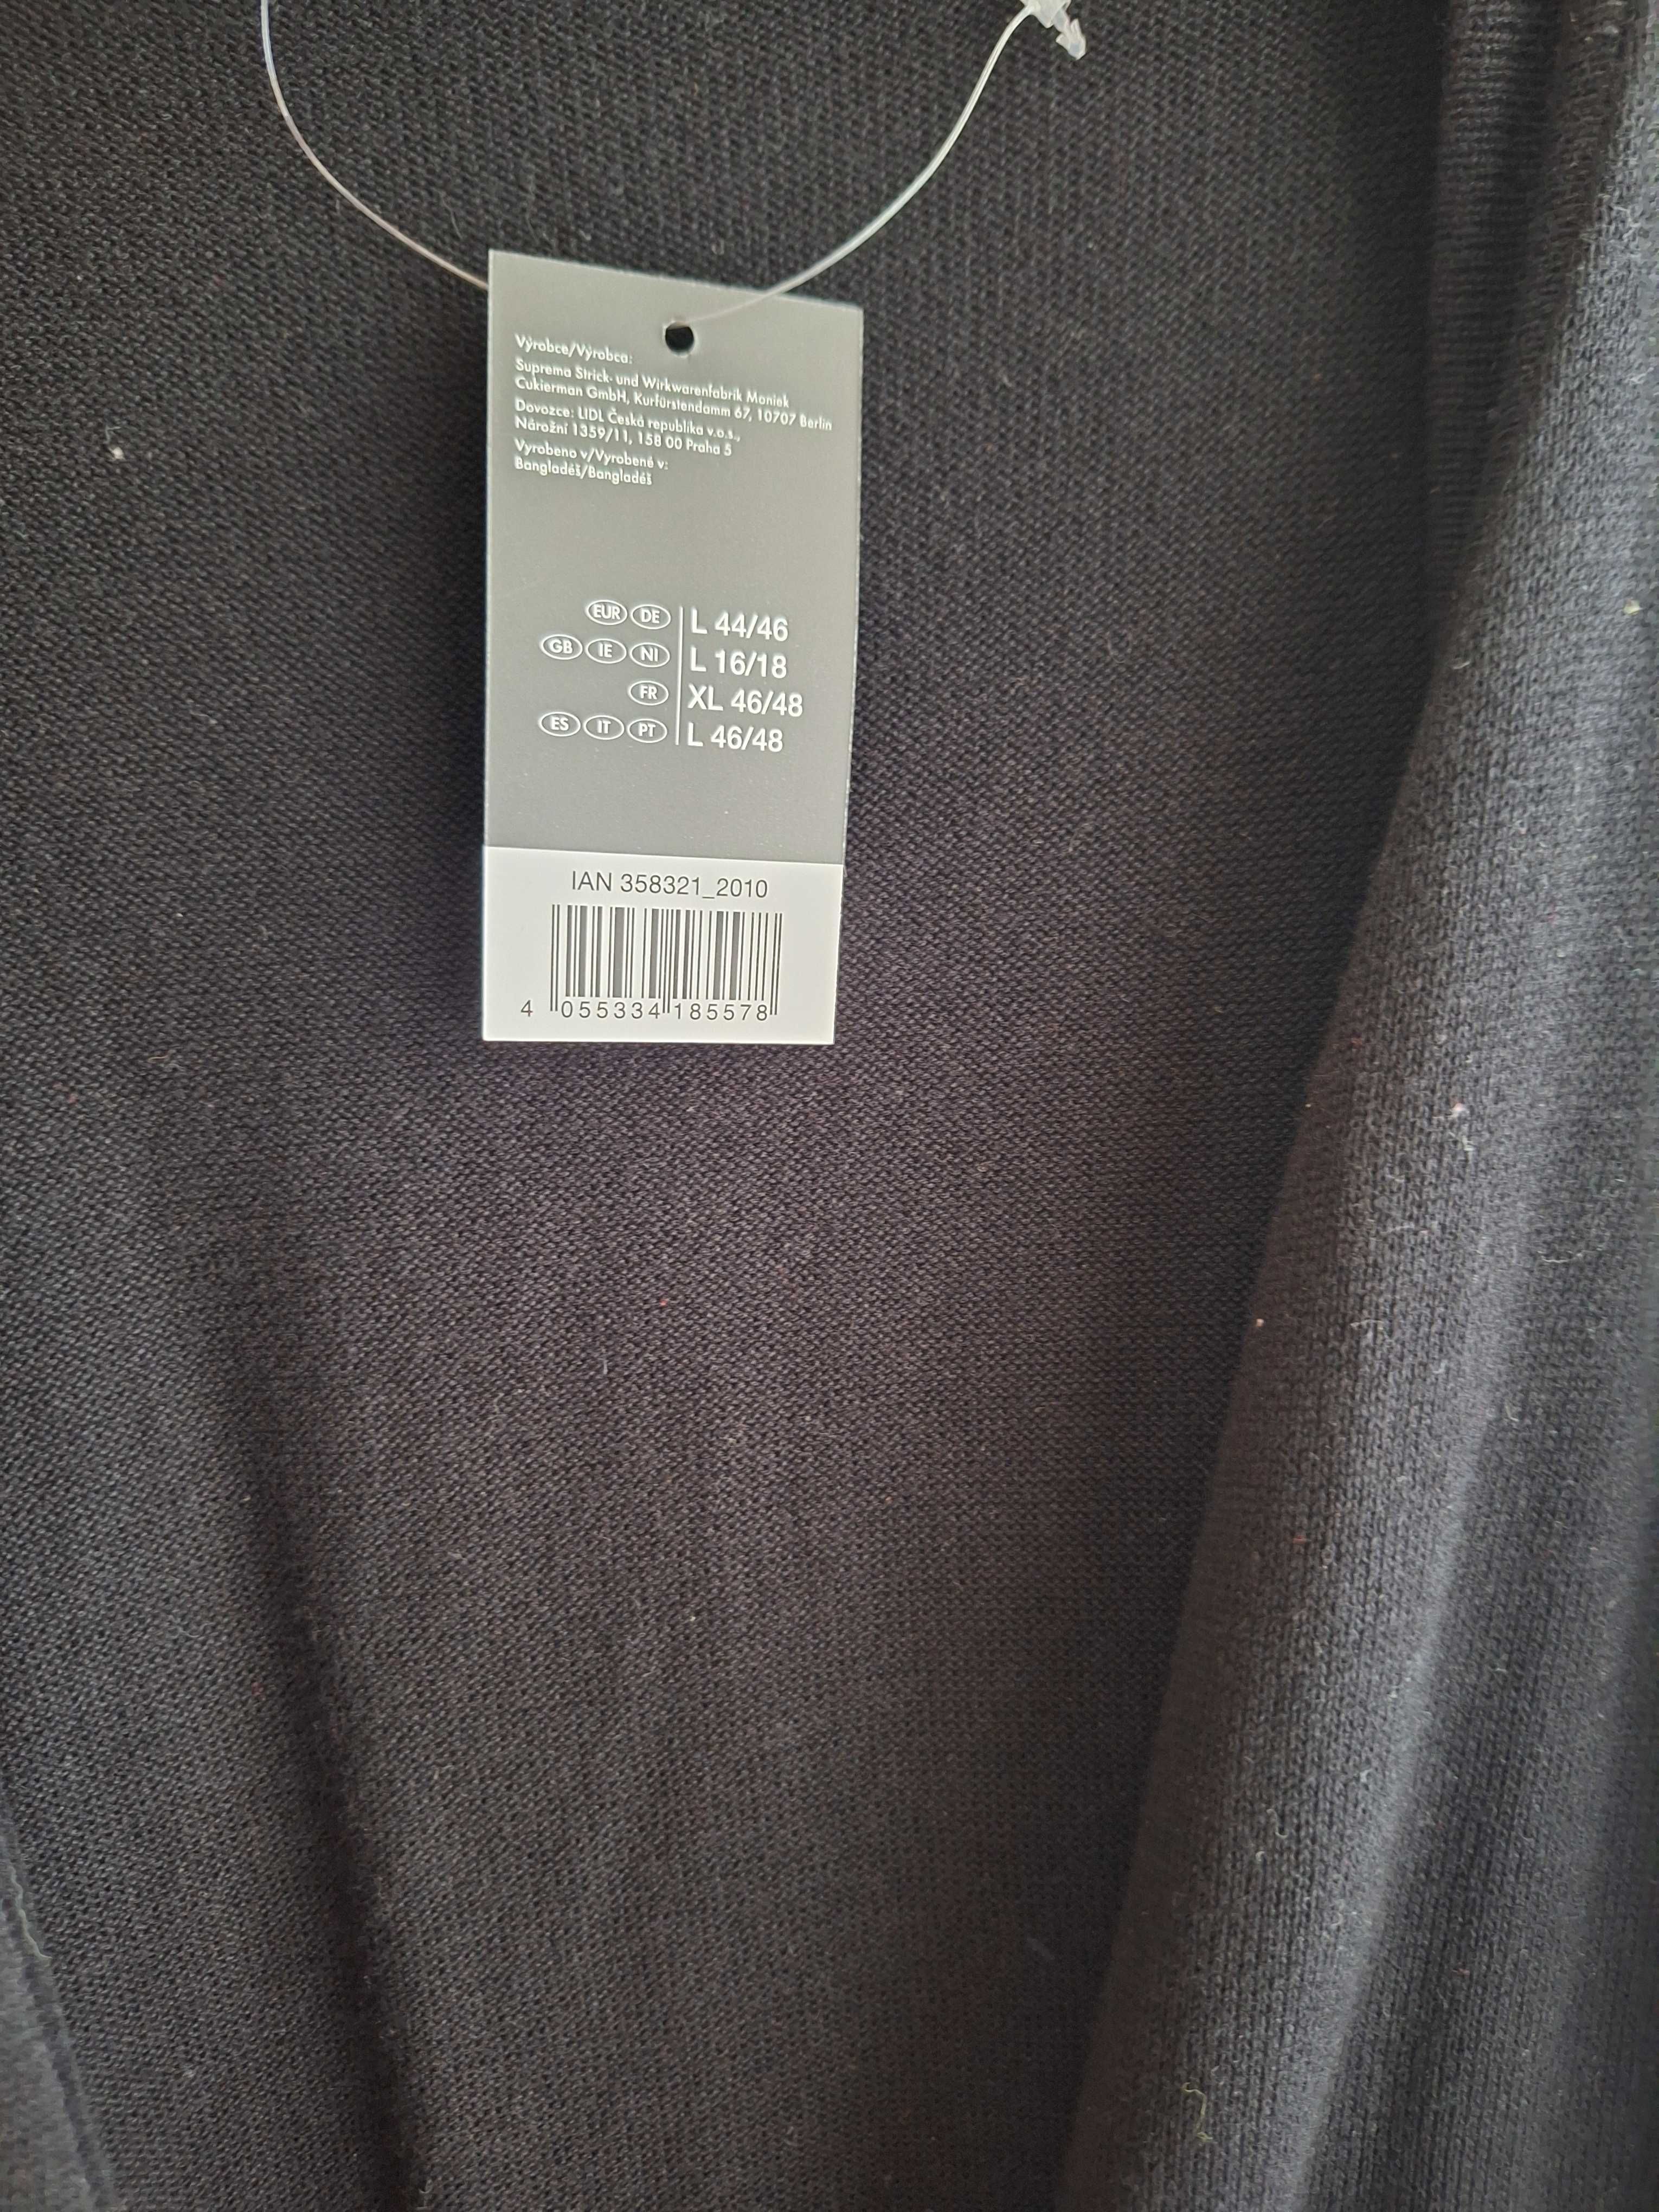 Výrobce/Výrobca:
Suprema Strick- und Wirkwarenfabrik Maniek
Cukierman GmbH, Kurfürstendamm 67, 10707 Berlin
Dovozce: LIDL Česká republika v.o.s.,
Nárožní 1359/11, 158 00 Praha 5
Vyrobeno v/Vyrobené v:
Bangladéš/Bangladéš
EUR DE L 44/46
GB IE NI L 16/18
FR XL 46/48
ES IT PT L 46/48
IAN 358321_2010
4 055334 185578